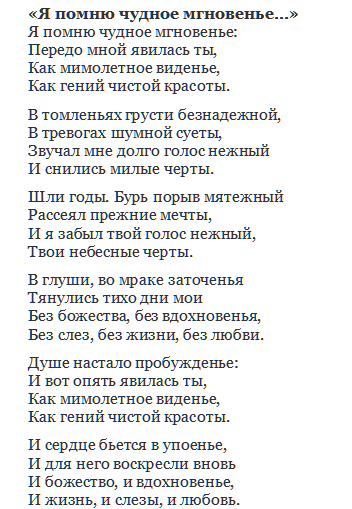 «Я помню чудное мгновенье...»
Я помню чудное мгновенье:
Передо мной явилась ты,
Как мимолетное виденье,
Как гений чистой красоты.
В томленьях грусти безнадежной,
В тревогах шумной суеты,
Звучал мне долго голос нежный
И снились милые черты.
Шли годы. Бурь порыв мятежный
Рассеял прежние мечты,
И я забыл твой голос нежный,
Твои небесные черты.
В глуши, во мраке заточенья
Тянулись тихо дни мои
Без божества, без вдохновенья,
Без слез, без жизни, без любви.
Душе настало пробужденье:
И вот опять явилась ты,
Как мимолетное виденье,
Как гений чистой красоты.
И сердце бьется в упоенье,
И для него воскресли вновь
И божество, и вдохновенье,
И жизнь, и слезы, и любовь.